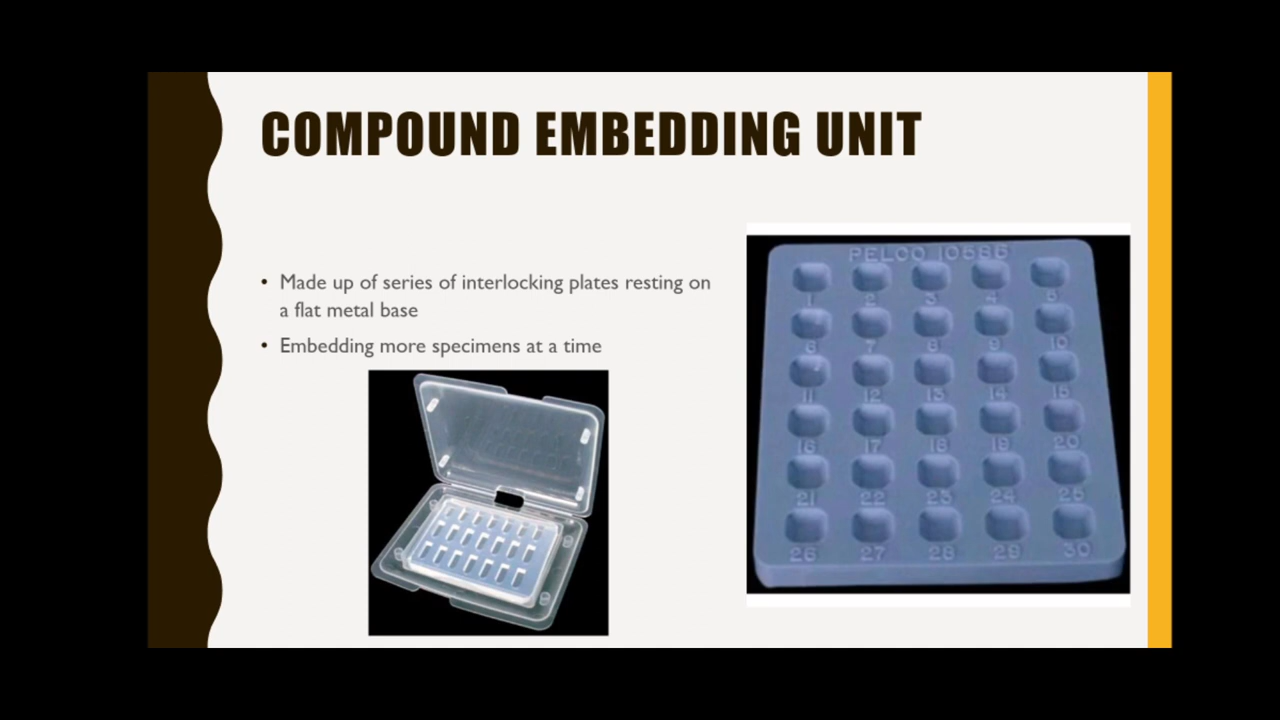 COMPOUND EMBEDDING UNIT
• Made up of series of interlocking plates resting on
a flat metal base
• Embedding more specimens at a time
PELCO 10586
1 2 3 4 5
6 7 8 9 10
11 12 13 14 15
16 17 18 19 20
21 22 23 24 25
26 27 28 29 30